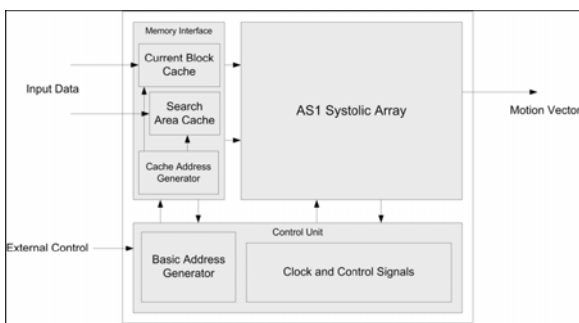 Memory Interface
Current Block
Cache
Input Data
Search
Area Cache
AS1 Systolic Array
Motion Vector
Cache Address
Generator
Control Unit
External Control
Basic Address
Generator
Clock and Control Signals